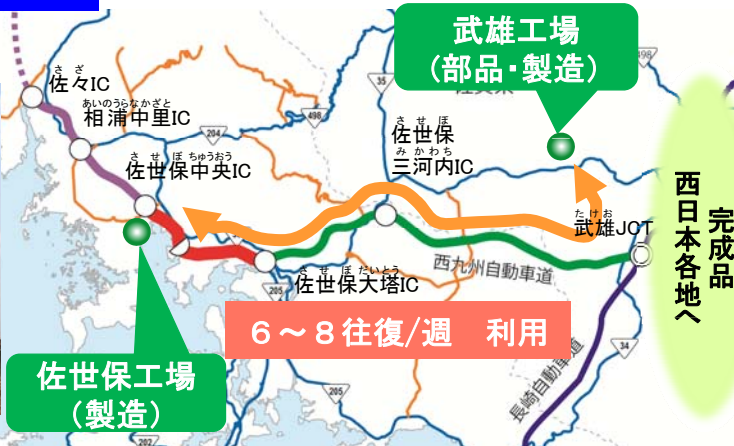 武雄工場
(部品・製造)
498
35
さざ
佐々IC
あいのうらなかざと
相浦中里IC
498
204
させぼ
佐世保
みかわち
三河内IC
させぼちゅうおう
佐世保中央IC
たけお
武雄JCT
完成品
西日本各地へ
西九州自動車道
させぼだいとう
佐世保大塔IC
205
6～8往復/週 利用
34
長崎自動車道
佐世保工場
(製造)
205
202